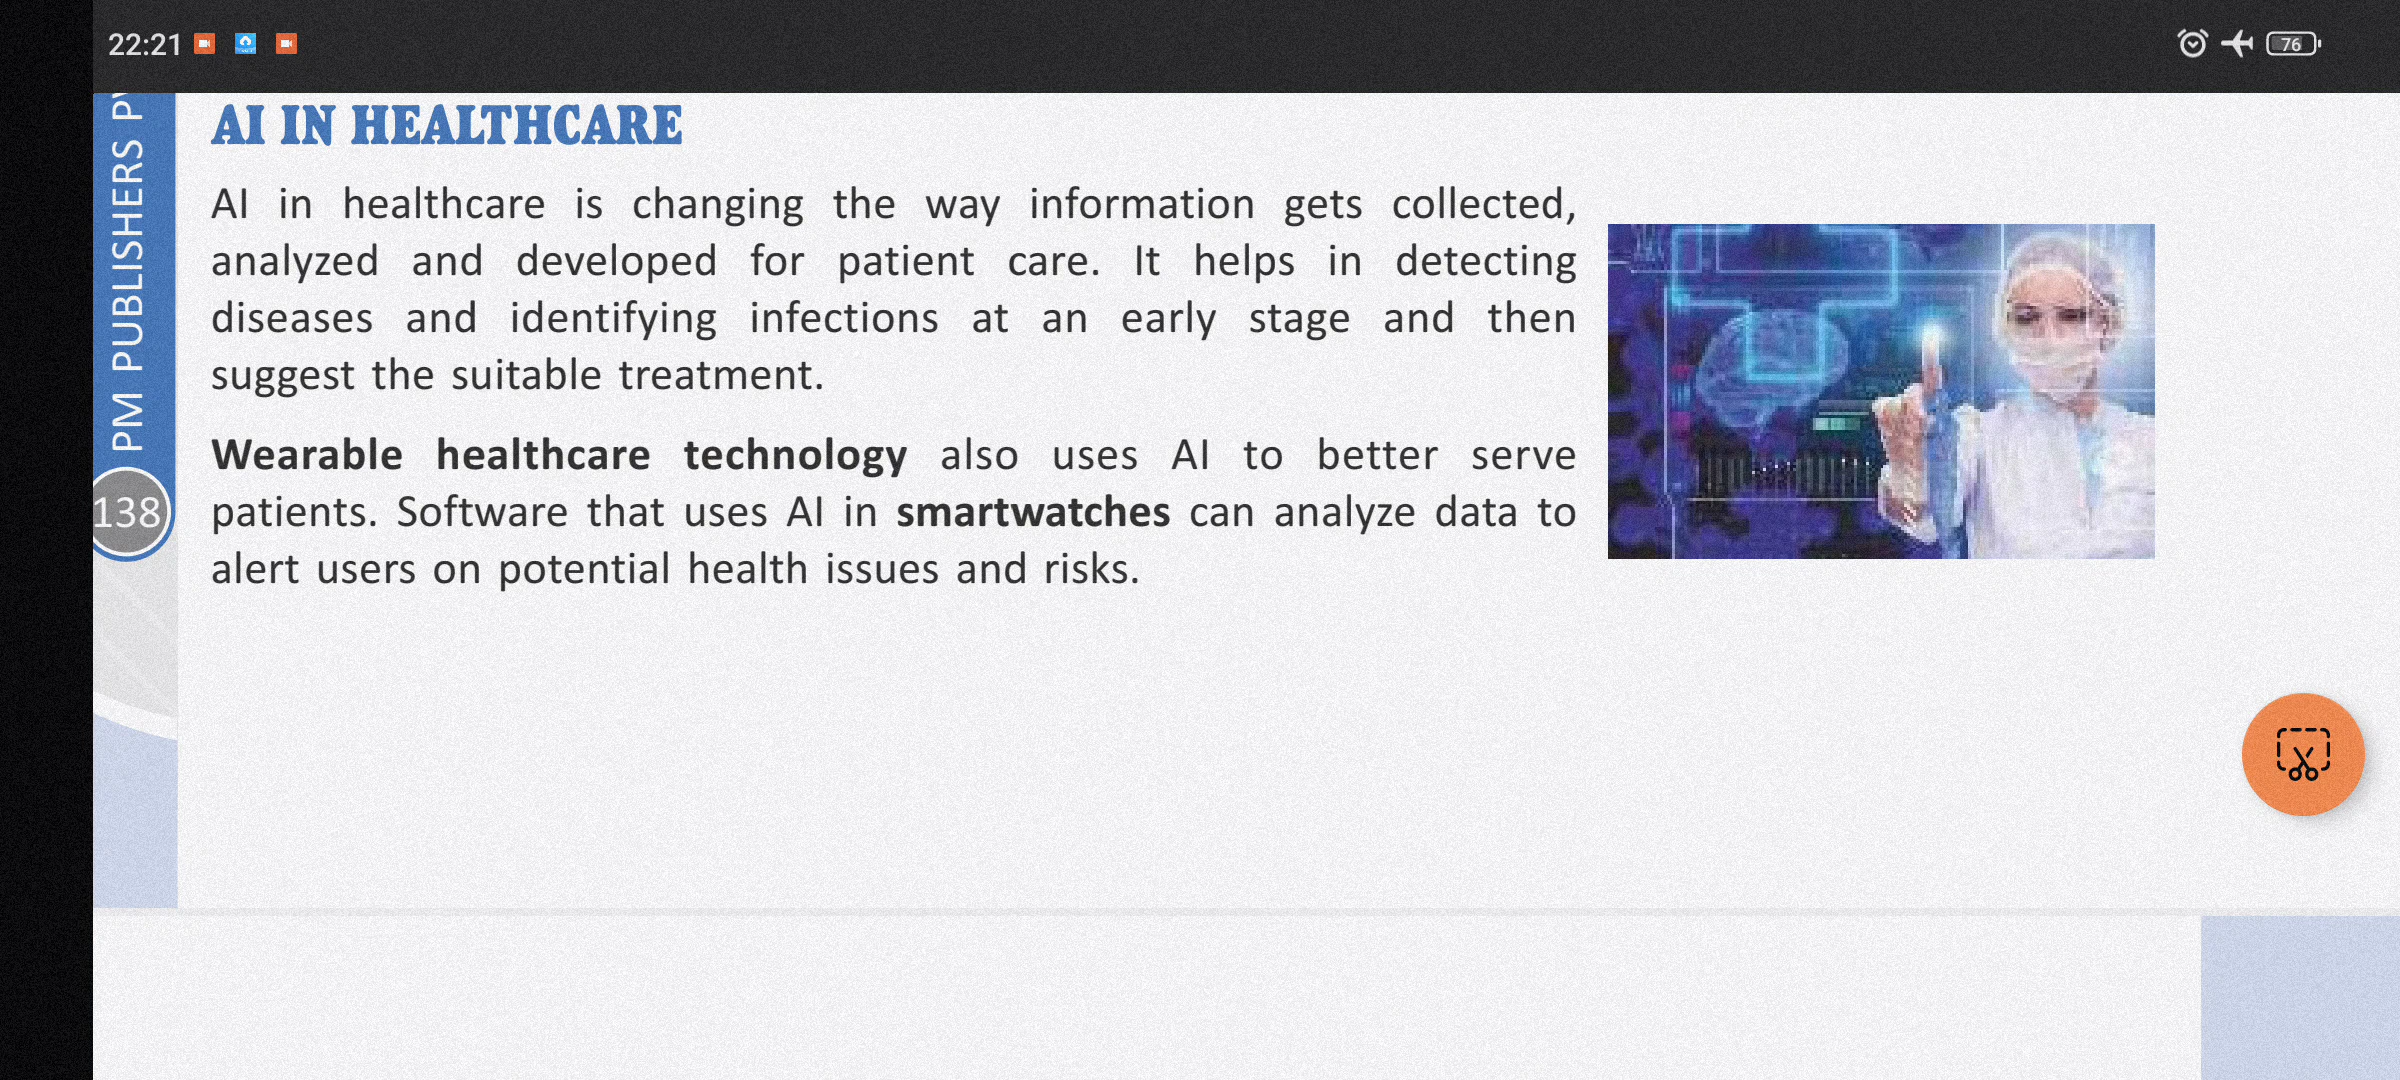 22:21
76
PM PUBLISHERS
138
AI IN HEALTHCARE
AI in healthcare is changing the way information gets collected,
analyzed and developed for patient care. It helps in detecting
diseases and identifying infections at an early stage and then
suggest the suitable treatment.
Wearable healthcare technology also uses AI to better serve
patients. Software that uses AI in smartwatches can analyze data to
alert users on potential health issues and risks.